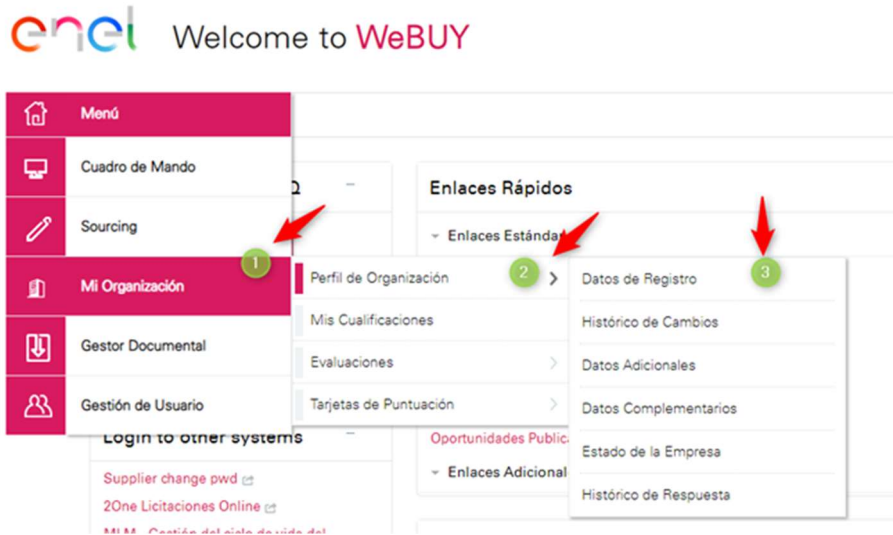 enel Welcome to WeBUY
Menú
Cuadro de Mando
Sourcing
Mi Organización
Gestor Documental
Gestión de Usuario
Enlaces Rápidos
Enlaces Estánda
1
2
3
Perfil de Organización
Mis Cualificaciones
Evaluaciones
Tarjetas de Puntuación
Datos de Registro
Histórico de Cambios
Datos Adicionales
Datos Complementarios
Estado de la Empresa
Histórico de Respuesta
Login to other systems
Supplier change pwd
2One Licitaciones Online
MLM - Gestión del ciclo de vida del
Oportunidades Public
Enlaces Adicional